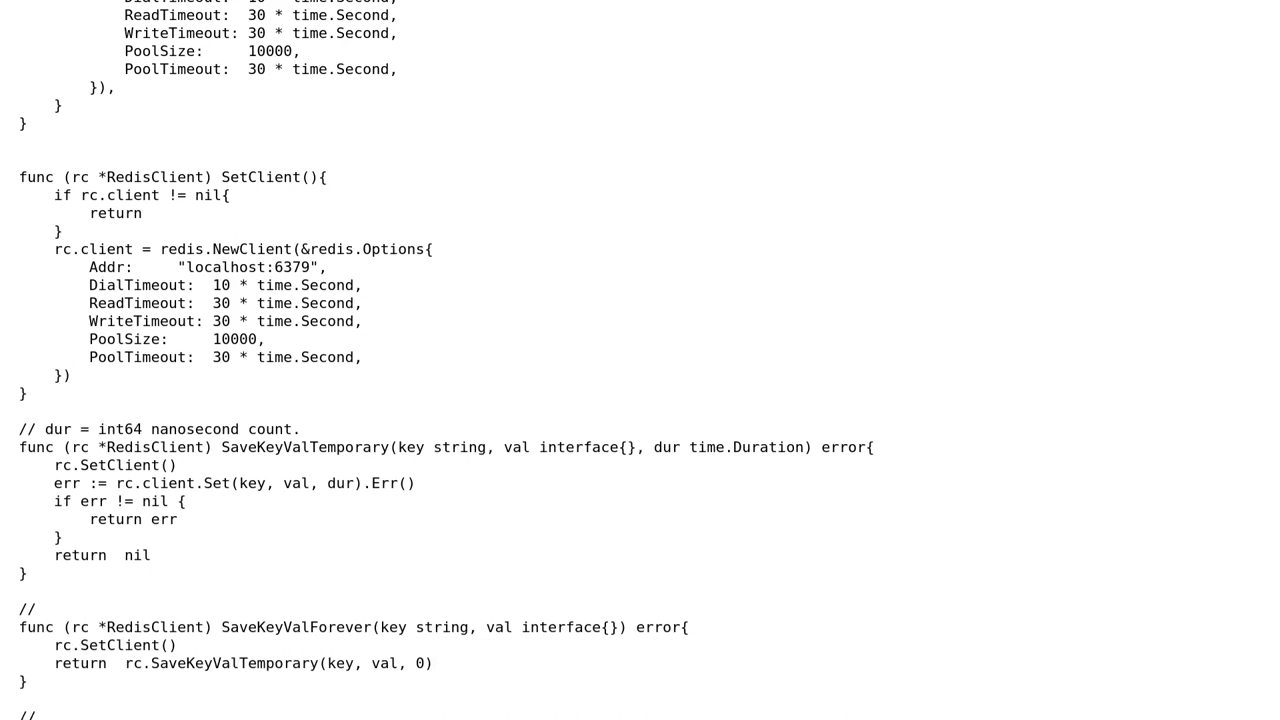 DialTimeout:  10 * time.Second,
            ReadTimeout:  30 * time.Second,
            WriteTimeout: 30 * time.Second,
            PoolSize:     10000,
            PoolTimeout:  30 * time.Second,
        }),
    }
}


func (rc *RedisClient) SetClient(){
    if rc.client != nil{
        return
    }
    rc.client = redis.NewClient(&redis.Options{
        Addr:     "localhost:6379",
        DialTimeout:  10 * time.Second,
        ReadTimeout:  30 * time.Second,
        WriteTimeout: 30 * time.Second,
        PoolSize:     10000,
        PoolTimeout:  30 * time.Second,
    })
}

// dur = int64 nanosecond count.
func (rc *RedisClient) SaveKeyValTemporary(key string, val interface{}, dur time.Duration) error{
    rc.SetClient()
    err := rc.client.Set(key, val, dur).Err()
    if err != nil {
        return err
    }
    return  nil
}

//
func (rc *RedisClient) SaveKeyValForever(key string, val interface{}) error{
    rc.SetClient()
    return  rc.SaveKeyValTemporary(key, val, 0)
}

//